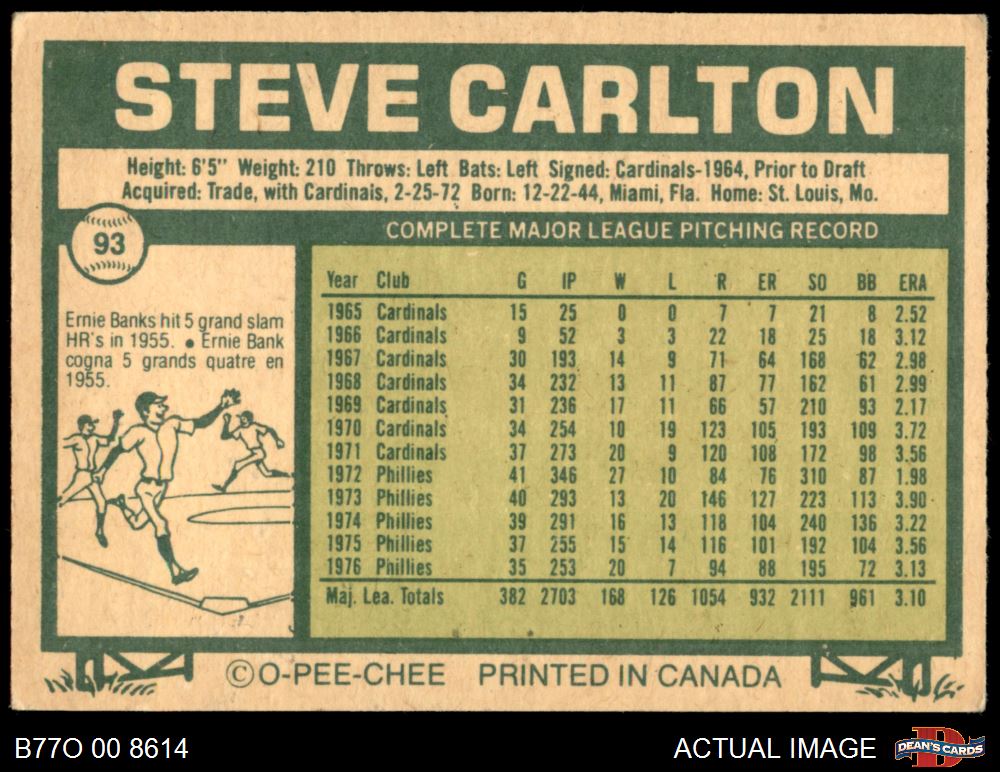 STEVE CARLTON
Height: 6'5" Weight: 210 Throws: Left Bats: Left Signed: Cardinals-1964, Prior to Draft
Acquired: Trade, with Cardinals, 2-25-72 Born: 12-22-44, Miami, Fla. Home: St. Louis, Mo.
93
Ernie Banks hit 5 grand slam
HR's in 1955. ● Ernie Bank
cogna 5 grands quatre en
1955.
COMPLETE MAJOR LEAGUE PITCHING RECORD
Year Club G IP W L R ER SO BB ERA
1965 Cardinals 15 25 0 0 7 7 21 8 2.52
1966 Cardinals 9 52 3 3 22 18 25 18 3.12
1967 Cardinals 30 193 14 9 71 64 168 62 2.98
1968 Cardinals 34 232 13 11 87 77 162 61 2.99
1969 Cardinals 31 236 17 11 66 57 210 93 2.17
1970 Cardinals 34 254 10 19 123 105 193 109 3.72
1971 Cardinals 37 273 20 9 120 108 172 98 3.56
1972 Phillies 41 346 27 10 84 76 310 87 1.98
1973 Phillies 40 293 13 20 146 127 223 113 3.90
1974 Phillies 39 291 16 13 118 104 240 136 3.22
1975 Phillies 37 255 15 14 116 101 192 104 3.56
1976 Phillies 35 253 20 7 94 88 195 72 3.13
Maj. Lea. Totals 382 2703 168 126 1054 932 2111 961 3.10
©O-PEE-CHEE PRINTED IN CANADA
B77O 00 8614
ACTUAL IMAGE
DEAN'S CARDS